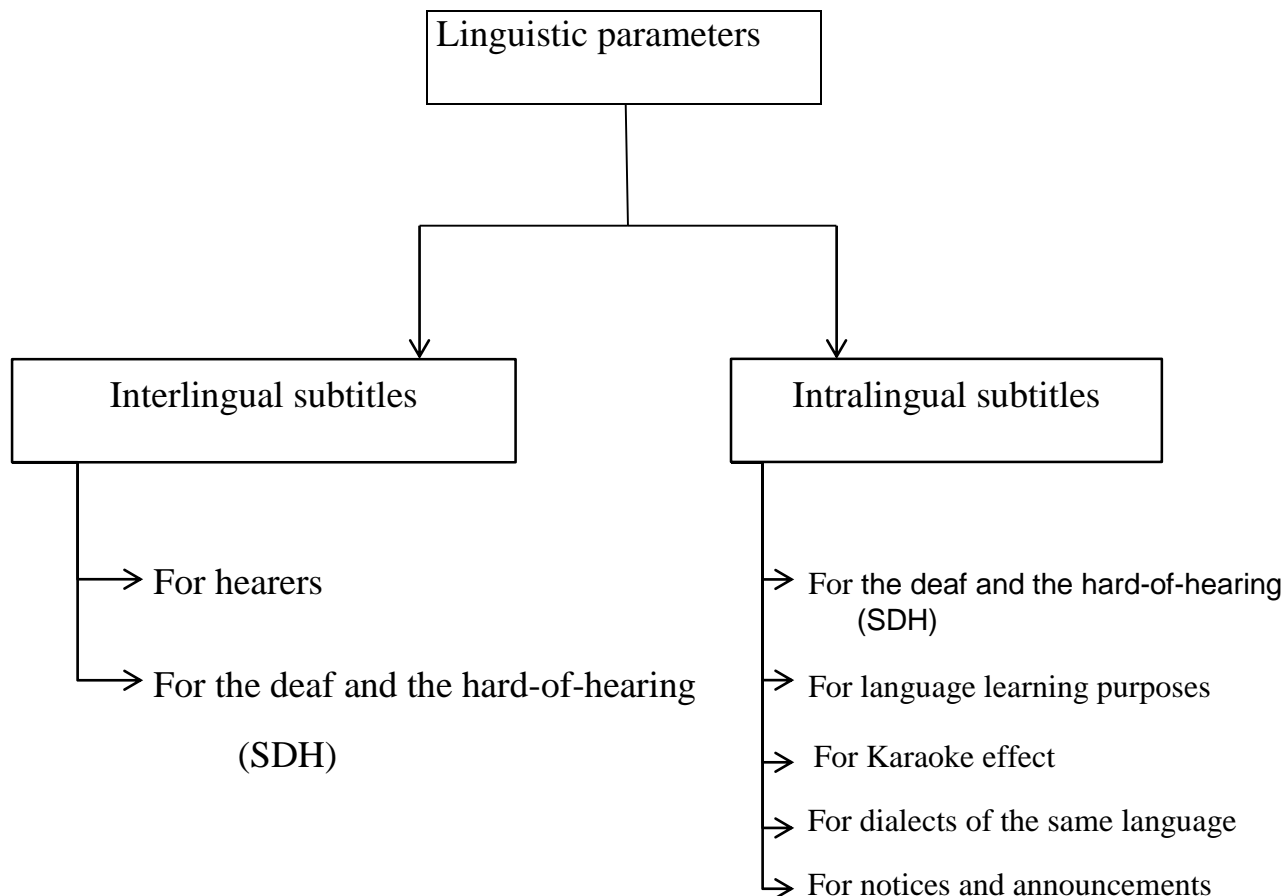 Linguistic parameters
Interlingual subtitles
For hearers
For the deaf and the hard-of-hearing
(SDH)
Intralingual subtitles
For the deaf and the hard-of-hearing
(SDH)
For language learning purposes
For Karaoke effect
For dialects of the same language
For notices and announcements